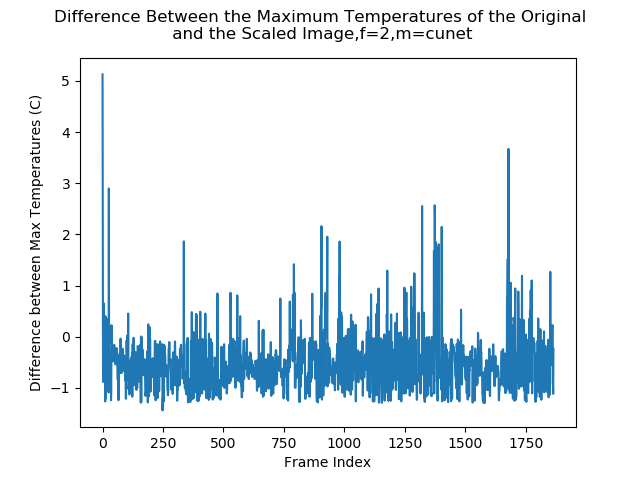 Difference Between the Maximum Temperatures of the Original
and the Scaled Image,f=2,m=cunet
Difference between Max Temperatures (C)
5
4
3
2
1
0
−1
0 250 500 750 1000 1250 1500 1750
Frame Index